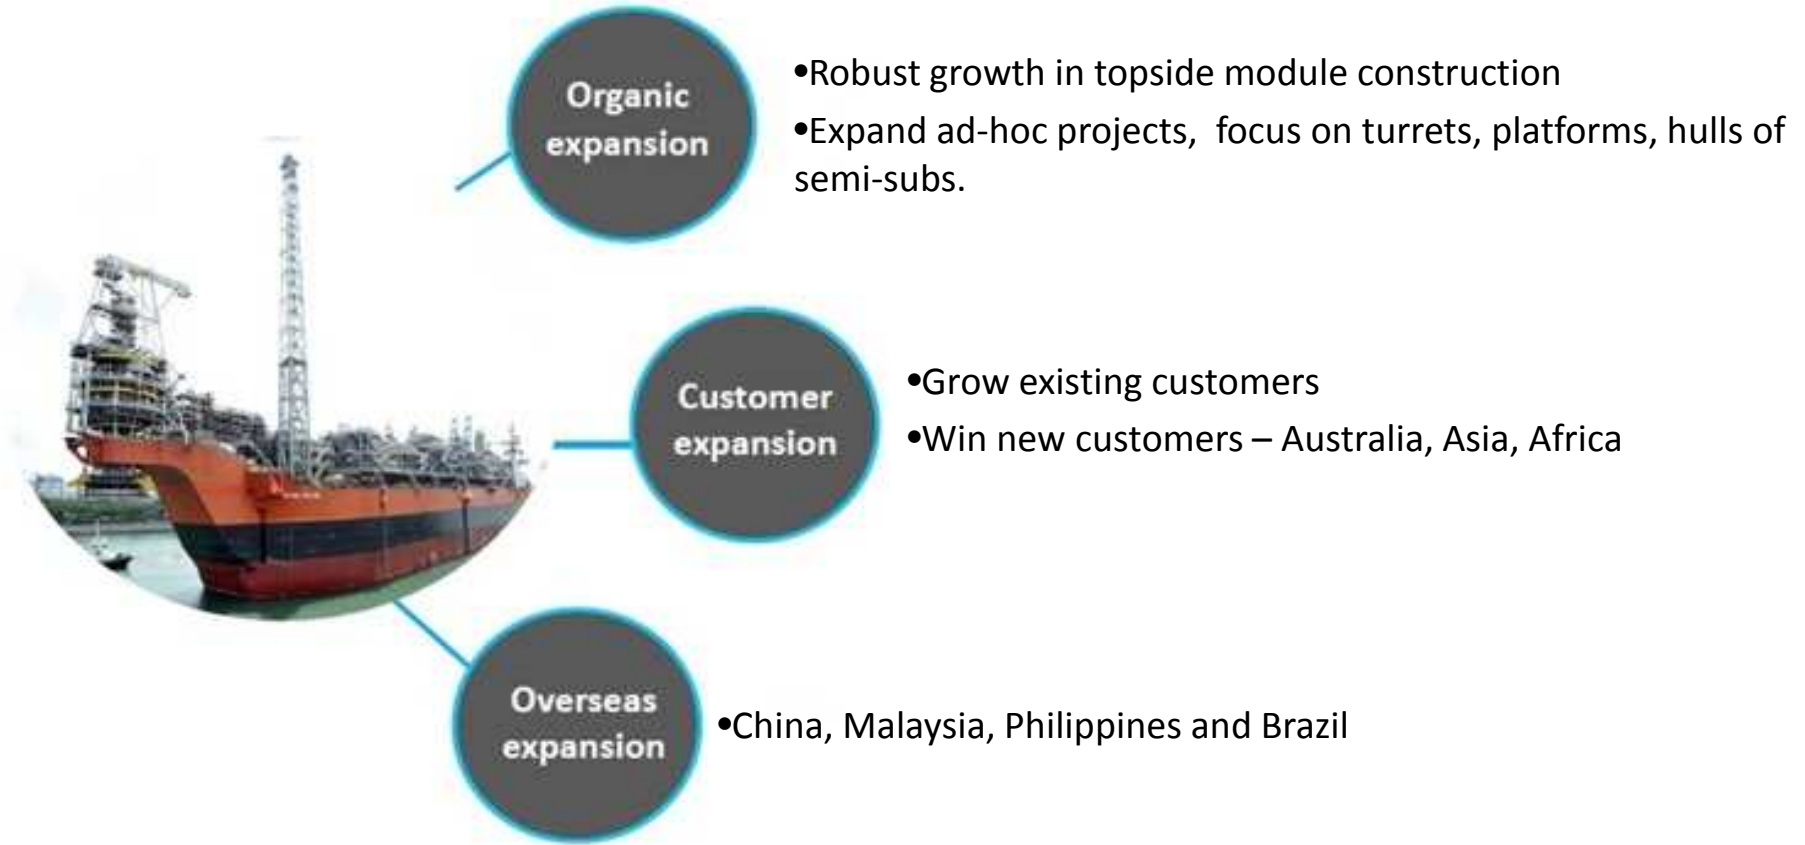 Organic
expansion
•Robust growth in topside module construction
•Expand ad-hoc projects,  focus on turrets, platforms, hulls of
semi-subs.
Customer
expansion
•Grow existing customers
•Win new customers – Australia, Asia, Africa
Overseas
expansion
•China, Malaysia, Philippines and Brazil